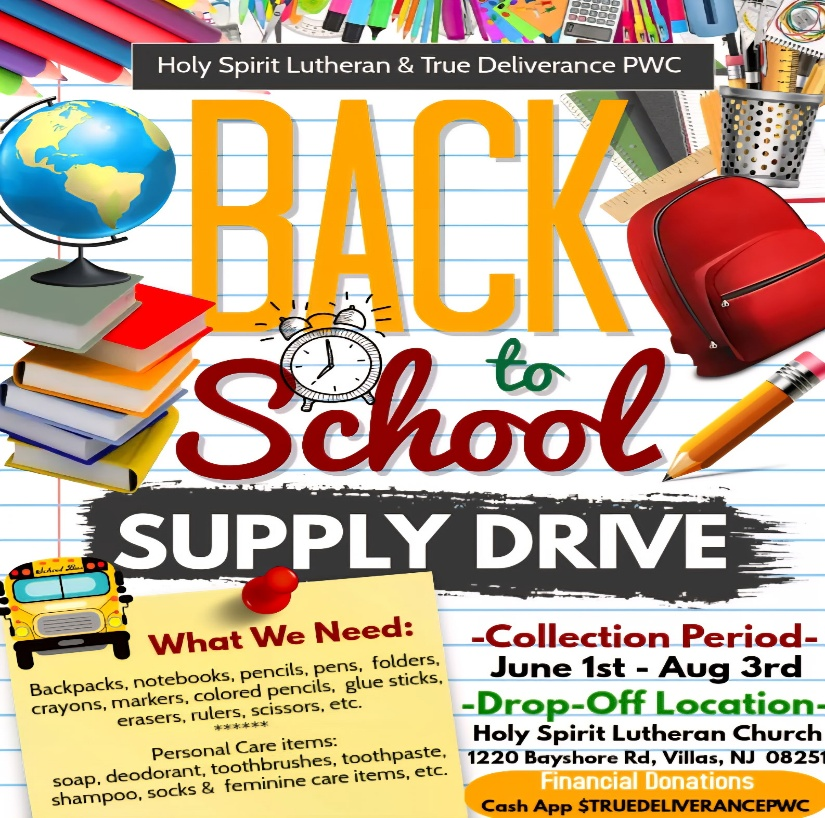 Holy Spirit Lutheran & True Deliverance PWC
BACK
to
School
SUPPLY DRIVE
School Bus
What We Need:
Backpacks, notebooks, pencils, pens, folders,
crayons, markers, colored pencils, glue sticks,
erasers, rulers, scissors, etc.
******
Personal Care items:
soap, deodorant, toothbrushes, toothpaste,
shampoo, socks & feminine care items, etc.
-Collection Period-
June 1st - Aug 3rd
-Drop-Off Location-
Holy Spirit Lutheran Church
1220 Bayshore Rd, Villas, NJ 08251
Financial Donations
Cash App $TRUEDELIVERANCEPWC